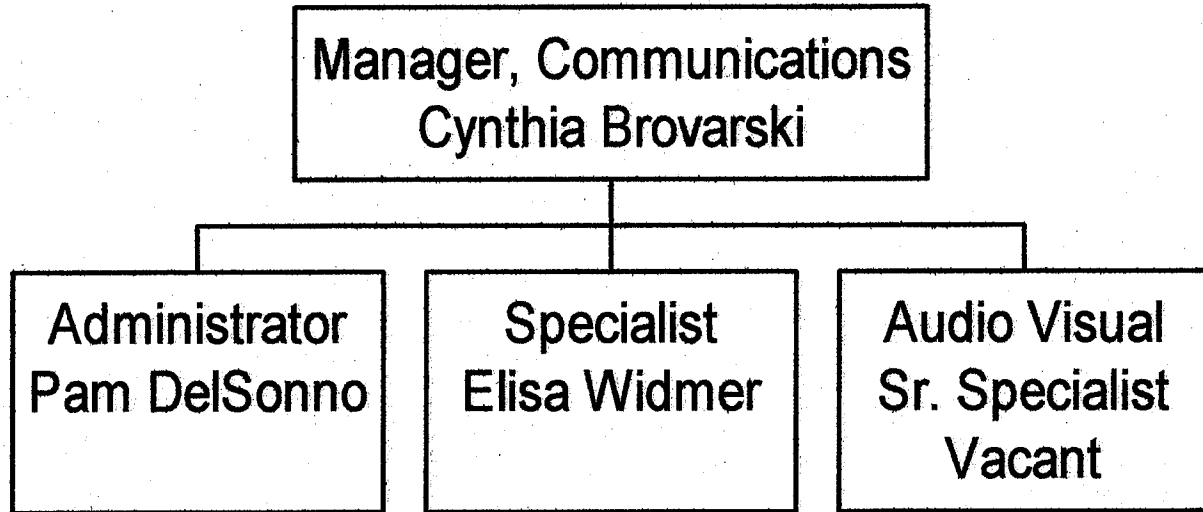 Manager, Communications
Cynthia Brovarski
Administrator
Pam DelSonno
Specialist
Elisa Widmer
Audio Visual
Sr. Specialist
Vacant